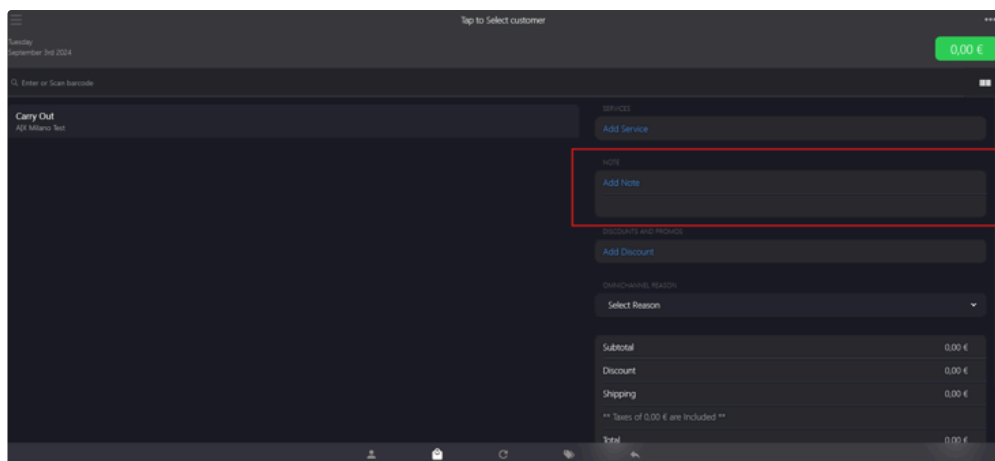 Tap to Select customer
Tuesday
September 3rd 2024
0,00 €
Enter or Scan barcode
Carry Out
A|X Milano Test
SERVICES
Add Service
NOTE
Add Note
DISCOUNTS AND PROMOS
Add Discount
OMNICHANNEL REASON
Select Reason
Subtotal 0,00 €
Discount 0,00 €
Shipping 0,00 €
** Taxes of 0,00 € are Included **
Total 0,00 €